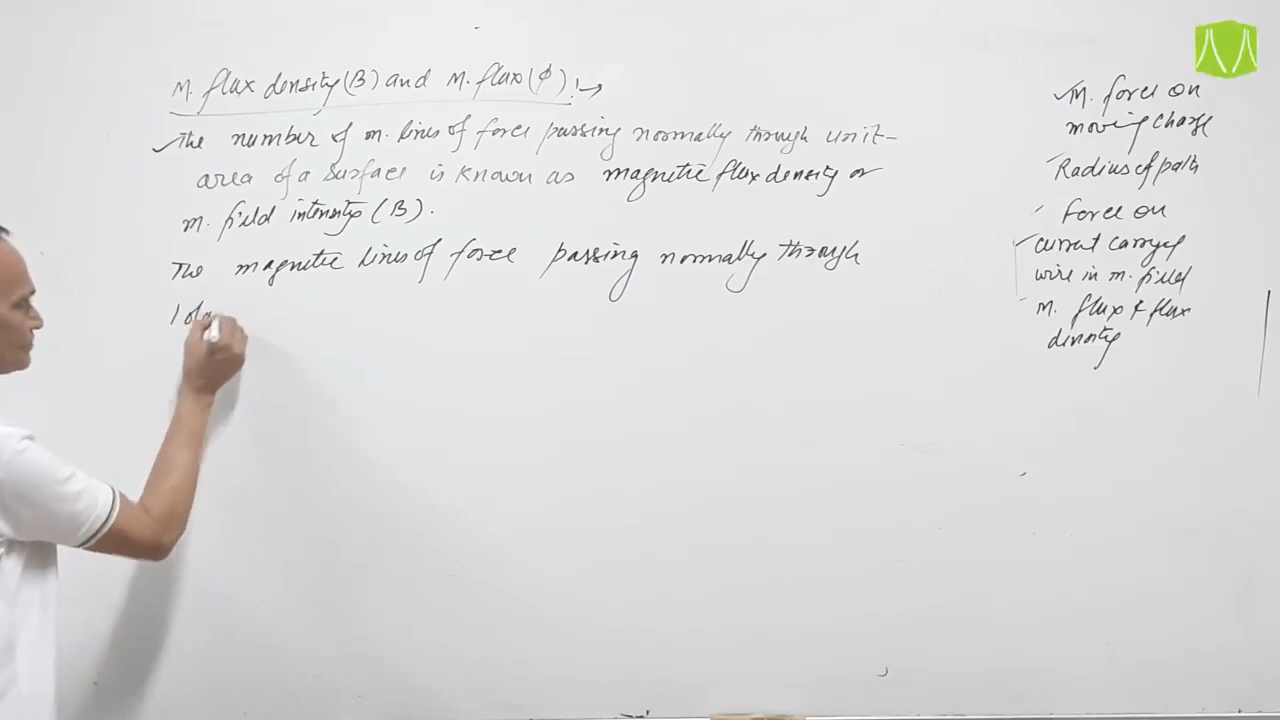 M. flux density (B) and M. flux (ϕ) :→
The number of m. lines of force passing normally through unit
area of a surface is known as magnetic flux density or
m. field intensity (B).
The magnetic lines of force passing normally through
M. force on
moving charge
Radius of path
Force on
current carryed
wire in m. field
M. flux & flux
dinsity